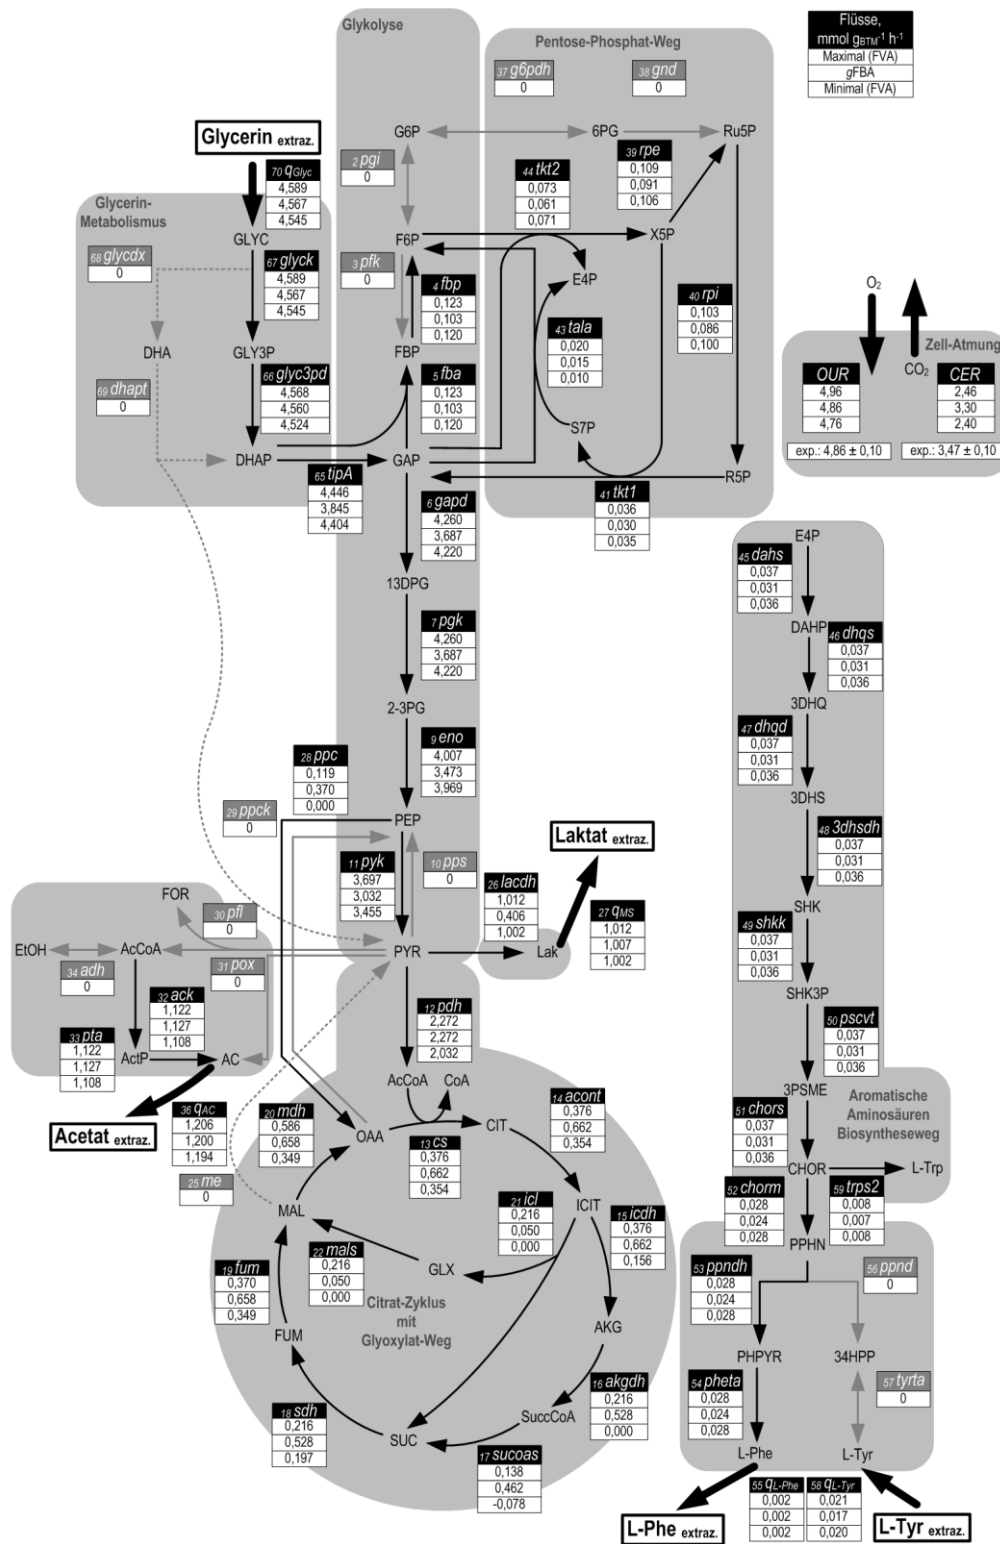 Flüsse,
mmol gBTM⁻¹ h⁻¹
Maximal (FVA)
gFBA
Minimal (FVA)
Glykolyse
Pentose-Phosphat-Weg
37 g6pdh
0
38 gnd
0
G6P
6PG
Ru5P
Glycerin extraz.
2 pgi
0
39 rpe
0,109
0,091
0,106
44 tkt2
0,073
0,061
0,071
70 qGlyc
4,589
4,567
4,545
Glycerin-
Metabolismus
GLYC
F6P
X5P
68 glycdx
0
67 glyck
4,589
4,567
4,545
3 pfk
0
E4P
4 fbp
0,123
0,103
0,120
40 rpi
0,103
0,086
0,100
O2
43 tala
0,020
0,015
0,010
DHA
GLY3P
FBP
Zell-Atmung
CO2
OUR
4,96
4,86
4,76
CER
2,46
3,30
2,40
exp.: 4,86 ± 0,10
exp.: 3,47 ± 0,10
69 dhapt
0
66 glyc3pd
4,568
4,560
4,524
5 fba
0,123
0,103
0,120
S7P
DHAP
GAP
R5P
65 tipA
4,446
3,845
4,404
6 gapd
4,260
3,687
4,220
41 tkt1
0,036
0,030
0,035
E4P
45 dahs
0,037
0,031
0,036
13DPG
DAHP
46 dhqs
0,037
0,031
0,036
7 pgk
4,260
3,687
4,220
2-3PG
3DHQ
47 dhqd
0,037
0,031
0,036
9 eno
4,007
3,473
3,969
28 ppc
0,119
0,370
0,000
3DHS
29 ppck
0
PEP
48 3dhsdh
0,037
0,031
0,036
Laktat extraz.
11 pyk
3,697
3,032
3,455
10 pps
0
26 lacdh
1,012
0,406
1,002
27 qMS
1,012
1,007
1,002
FOR
30 pfl
0
SHK
49 shkk
0,037
0,031
0,036
EtOH
AcCoA
PYR
Lak
34 adh
0
31 pox
0
32 ack
1,122
1,127
1,108
12 pdh
2,272
2,272
2,032
SHK3P
50 pscvt
0,037
0,031
0,036
33 pta
1,122
1,127
1,108
ActP
AC
AcCoA
CoA
3PSME
Aromatische
Aminosäuren
Biosyntheseweg
14 acont
0,376
0,662
0,354
36 qAC
1,206
1,200
1,194
20 mdh
0,586
0,658
0,349
51 chors
0,037
0,031
0,036
Acetat extraz.
OAA
CIT
13 cs
0,376
0,662
0,354
CHOR
L-Trp
25 me
0
21 icl
0,216
0,050
0,000
52 chorm
0,028
0,024
0,028
59 trps2
0,008
0,007
0,008
MAL
ICIT
15 icdh
0,376
0,662
0,156
22 mals
0,216
0,050
0,000
PPHN
53 ppndh
0,028
0,024
0,028
56 ppnd
0
19 fum
0,370
0,658
0,349
GLX
Citrat-Zyklus
mit
Glyoxylat-Weg
FUM
AKG
PHPYR
34HPP
16 akgdh
0,216
0,528
0,000
54 pheta
0,028
0,024
0,028
57 tyrta
0
18 sdh
0,216
0,528
0,197
SuccCoA
SUC
17 sucoas
0,138
0,462
-0,078
L-Phe
L-Tyr
55 qL-Phe
0,002
0,002
0,002
58 qL-Tyr
0,021
0,017
0,020
L-Phe extraz.
L-Tyr extraz.